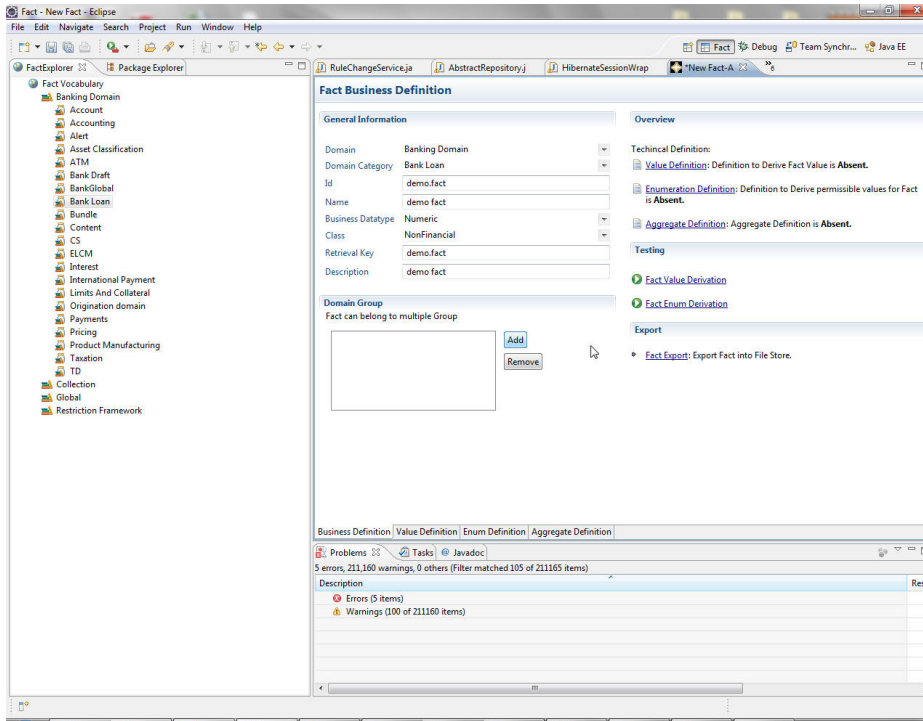 Fact - New Fact - Eclipse
File Edit Navigate Search Project Run Window Help
Fact Debug Team Synchr... Java EE
FactExplorer Package Explorer
Fact Vocabulary
Banking Domain
Account
Accounting
Alert
Asset Classification
ATM
Bank Draft
BankGlobal
Bank Loan
Bundle
Content
CS
ELCM
Interest
International Payment
Limits And Collateral
Origination domain
Payments
Pricing
Product Manufacturing
Taxation
TD
Collection
Global
Restriction Framework
RuleChangeService.ja AbstractRepository.j HibernateSessionWrap *New Fact-A »6
Fact Business Definition
General Information
Domain Banking Domain
Domain Category Bank Loan
Id demo.fact
Name demo fact
Business Datatype Numeric
Class NonFinancial
Retrieval Key demo.fact
Description demo fact
Domain Group
Fact can belong to multiple Group
Add
Remove
Overview
Techincal Definition:
Value Definition: Definition to Derive Fact Value is Absent.
Enumeration Definition: Definition to Derive permissible values for Fact
is Absent.
Aggregate Definition: Aggregate Definition is Absent.
Testing
Fact Value Derivation
Fact Enum Derivation
Export
Fact Export: Export Fact into File Store.
Business Definition Value Definition Enum Definition Aggregate Definition
Problems Tasks @ Javadoc
5 errors, 211,160 warnings, 0 others (Filter matched 105 of 211165 items)
Description Res
Errors (5 items)
Warnings (100 of 211160 items)